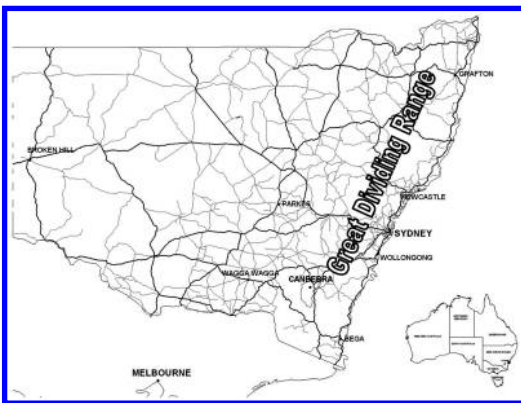 GRAFTON
Great Dividing Range
BROKEN HILL
NEWCASTLE
PARKES
SYDNEY
WOLLONGONG
WAGGA WAGGA
CANBERRA
BEGA
MELBOURNE